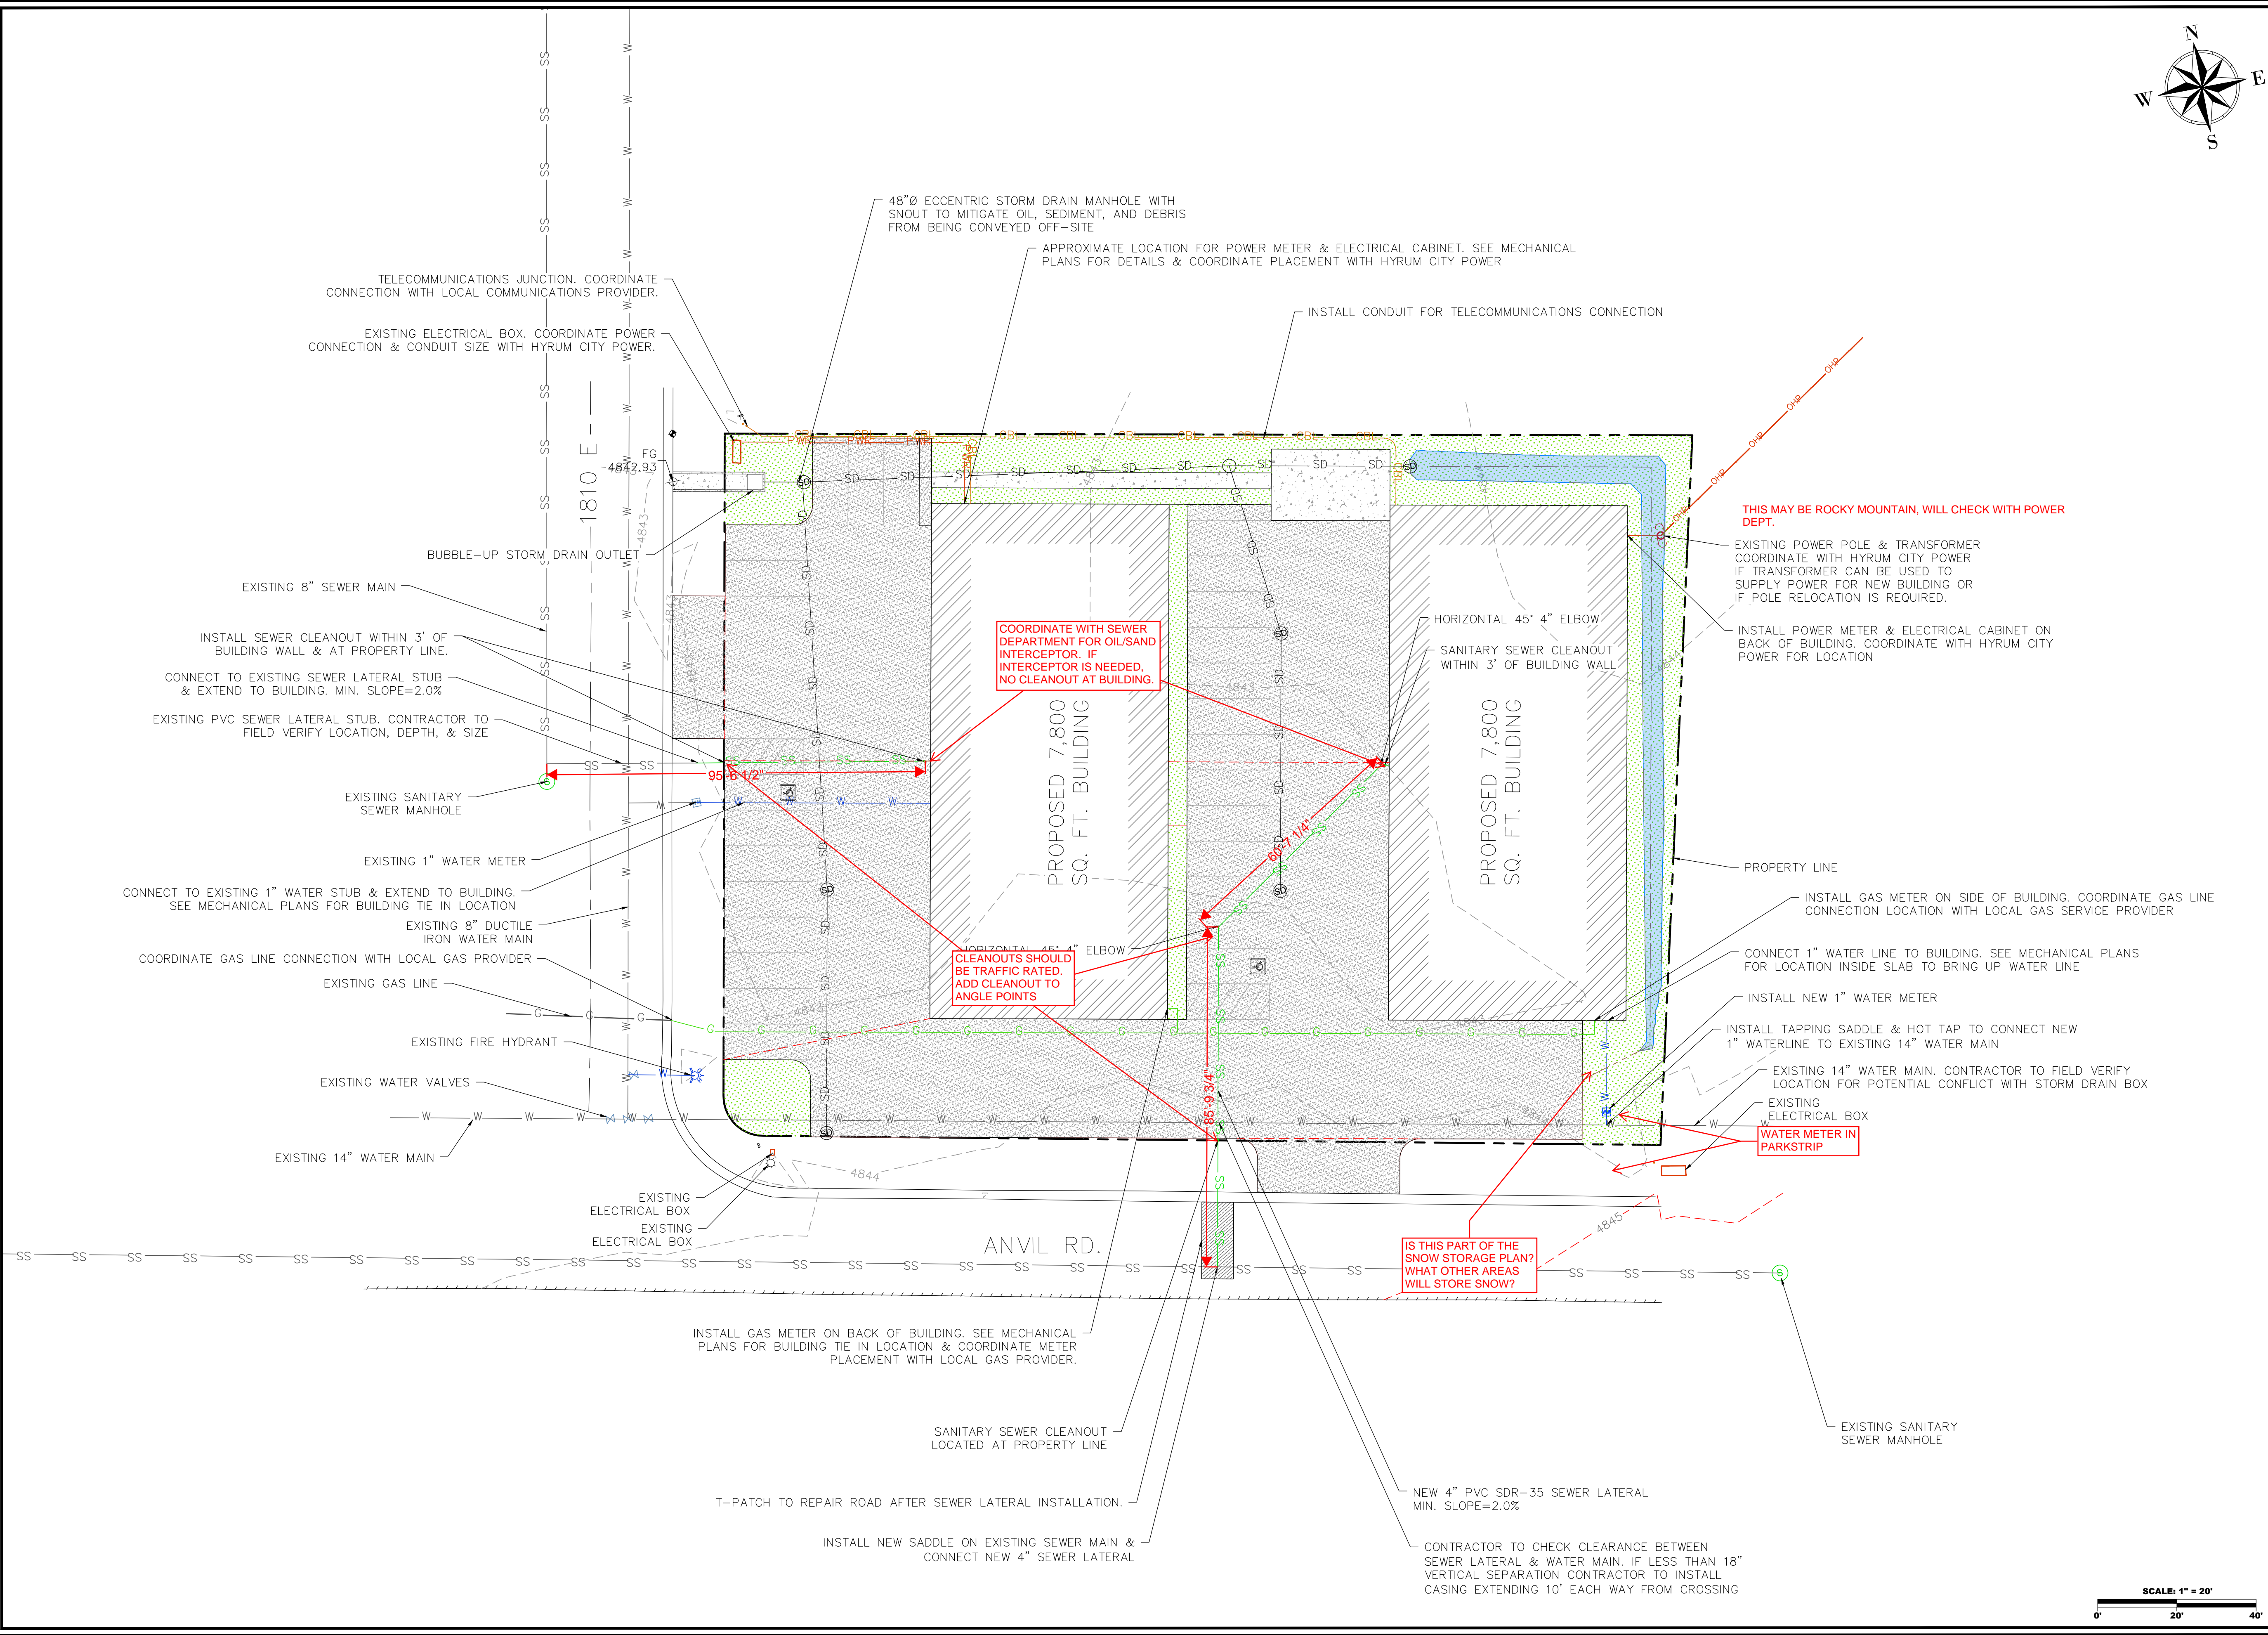 N
E
W
S
48"Ø ECCENTRIC STORM DRAIN MANHOLE WITH
SNOUT TO MITIGATE OIL, SEDIMENT, AND DEBRIS
FROM BEING CONVEYED OFF-SITE
APPROXIMATE LOCATION FOR POWER METER & ELECTRICAL CABINET. SEE MECHANICAL
PLANS FOR DETAILS & COORDINATE PLACEMENT WITH HYRUM CITY POWER
TELECOMMUNICATIONS JUNCTION. COORDINATE
CONNECTION WITH LOCAL COMMUNICATIONS PROVIDER.
INSTALL CONDUIT FOR TELECOMMUNICATIONS CONNECTION
EXISTING ELECTRICAL BOX. COORDINATE POWER
CONNECTION & CONDUIT SIZE WITH HYRUM CITY POWER.
FG
4842.93
1810 E
BUBBLE-UP STORM DRAIN OUTLET
THIS MAY BE ROCKY MOUNTAIN, WILL CHECK WITH POWER
DEPT.
EXISTING POWER POLE & TRANSFORMER
COORDINATE WITH HYRUM CITY POWER
IF TRANSFORMER CAN BE USED TO
SUPPLY POWER FOR NEW BUILDING OR
IF POLE RELOCATION IS REQUIRED.
EXISTING 8" SEWER MAIN
INSTALL SEWER CLEANOUT WITHIN 3' OF
BUILDING WALL & AT PROPERTY LINE.
CONNECT TO EXISTING SEWER LATERAL STUB
& EXTEND TO BUILDING. MIN. SLOPE=2.0%
EXISTING PVC SEWER LATERAL STUB. CONTRACTOR TO
FIELD VERIFY LOCATION, DEPTH, & SIZE
COORDINATE WITH SEWER
DEPARTMENT FOR OIL/SAND
INTERCEPTOR. IF
INTERCEPTOR IS NEEDED,
NO CLEANOUT AT BUILDING.
HORIZONTAL 45° 4" ELBOW
SANITARY SEWER CLEANOUT
WITHIN 3' OF BUILDING WALL
INSTALL POWER METER & ELECTRICAL CABINET ON
BACK OF BUILDING. COORDINATE WITH HYRUM CITY
POWER FOR LOCATION
PROPOSED 7,800
SQ. FT. BUILDING
PROPOSED 7,800
SQ. FT. BUILDING
95'-6 1/2"
60'-7 1/4"
EXISTING SANITARY
SEWER MANHOLE
EXISTING 1" WATER METER
CONNECT TO EXISTING 1" WATER STUB & EXTEND TO BUILDING.
SEE MECHANICAL PLANS FOR BUILDING TIE IN LOCATION
EXISTING 8" DUCTILE
IRON WATER MAIN
COORDINATE GAS LINE CONNECTION WITH LOCAL GAS PROVIDER
EXISTING GAS LINE
EXISTING FIRE HYDRANT
EXISTING WATER VALVES
EXISTING 14" WATER MAIN
HORIZONTAL 45° 4" ELBOW
CLEANOUTS SHOULD
BE TRAFFIC RATED.
ADD CLEANOUT TO
ANGLE POINTS
PROPERTY LINE
INSTALL GAS METER ON SIDE OF BUILDING. COORDINATE GAS LINE
CONNECTION LOCATION WITH LOCAL GAS SERVICE PROVIDER
CONNECT 1" WATER LINE TO BUILDING. SEE MECHANICAL PLANS
FOR LOCATION INSIDE SLAB TO BRING UP WATER LINE
INSTALL NEW 1" WATER METER
INSTALL TAPPING SADDLE & HOT TAP TO CONNECT NEW
1" WATERLINE TO EXISTING 14" WATER MAIN
EXISTING 14" WATER MAIN. CONTRACTOR TO FIELD VERIFY
LOCATION FOR POTENTIAL CONFLICT WITH STORM DRAIN BOX
EXISTING
ELECTRICAL BOX
WATER METER IN
PARKSTRIP
85'-9 3/4"
4843
4843
4843
4843
4843
4843
4843
4844
4844
4845
4845
4844
EXISTING
ELECTRICAL BOX
EXISTING
ELECTRICAL BOX
ANVIL RD.
IS THIS PART OF THE
SNOW STORAGE PLAN?
WHAT OTHER AREAS
WILL STORE SNOW?
INSTALL GAS METER ON BACK OF BUILDING. SEE MECHANICAL
PLANS FOR BUILDING TIE IN LOCATION & COORDINATE METER
PLACEMENT WITH LOCAL GAS PROVIDER.
SANITARY SEWER CLEANOUT
LOCATED AT PROPERTY LINE
T-PATCH TO REPAIR ROAD AFTER SEWER LATERAL INSTALLATION.
INSTALL NEW SADDLE ON EXISTING SEWER MAIN &
CONNECT NEW 4" SEWER LATERAL
EXISTING SANITARY
SEWER MANHOLE
NEW 4" PVC SDR-35 SEWER LATERAL
MIN. SLOPE=2.0%
CONTRACTOR TO CHECK CLEARANCE BETWEEN
SEWER LATERAL & WATER MAIN. IF LESS THAN 18"
VERTICAL SEPARATION CONTRACTOR TO INSTALL
CASING EXTENDING 10' EACH WAY FROM CROSSING
SCALE: 1" = 20'
0' 20' 40'